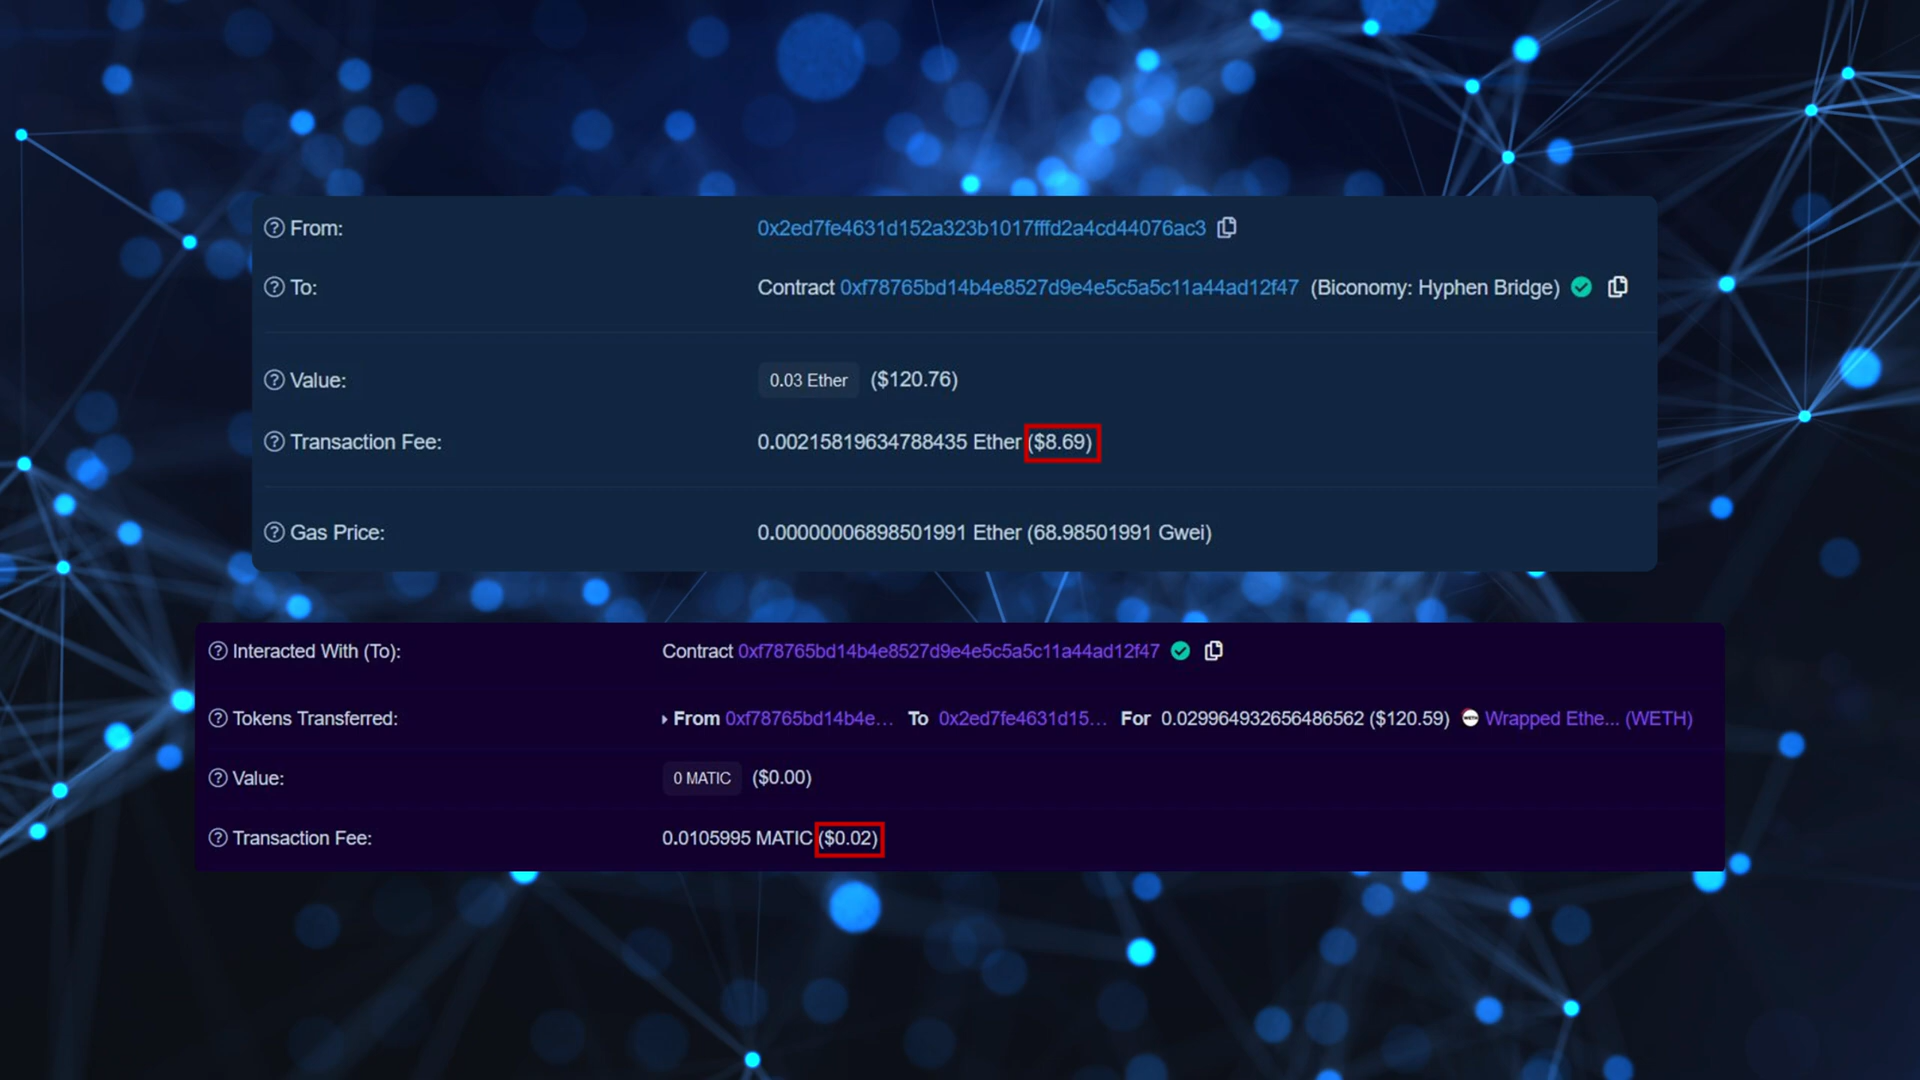 From: 0x2ed7fe4631d152a323b1017fffd2a4cd44076ac3
To: Contract 0xf78765bd14b4e8527d9e4e5c5a5c11a44ad12f47 (Biconomy: Hyphen Bridge)
Value: 0.03 Ether ($120.76)
Transaction Fee: 0.00215819634788435 Ether ($8.69)
Gas Price: 0.00000006898501991 Ether (68.98501991 Gwei)
Interacted With (To): Contract 0xf78765bd14b4e8527d9e4e5c5a5c11a44ad12f47
Tokens Transferred: From 0xf78765bd14b4e... To 0x2ed7fe4631d15... For 0.029964932656486562 ($120.59) Wrapped Ethe... (WETH)
Value: 0 MATIC ($0.00)
Transaction Fee: 0.0105995 MATIC ($0.02)